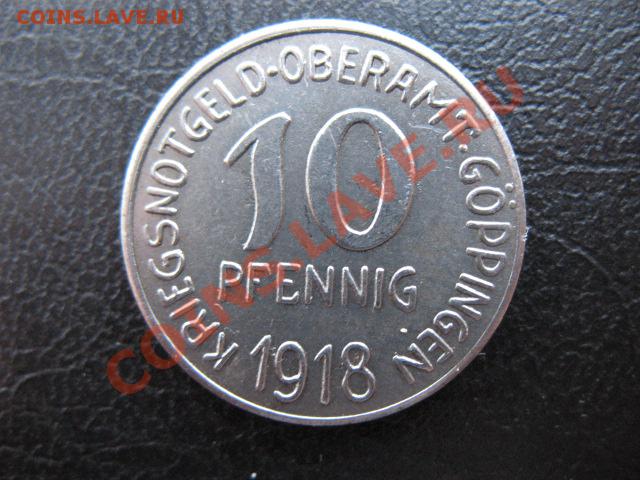 COINS.LAVE.RU
KRIEGSNOTGELD·OBERAMT·GÖPPINGEN
10
PFENNIG
1918
COINS.LAVE.RU